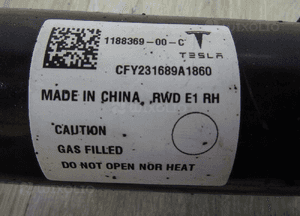 1188369-00-C
TESLA
CFY231689A1860
MADE IN CHINA, RWD E1 RH
CAUTION
GAS FILLED
DO NOT OPEN NOR HEAT